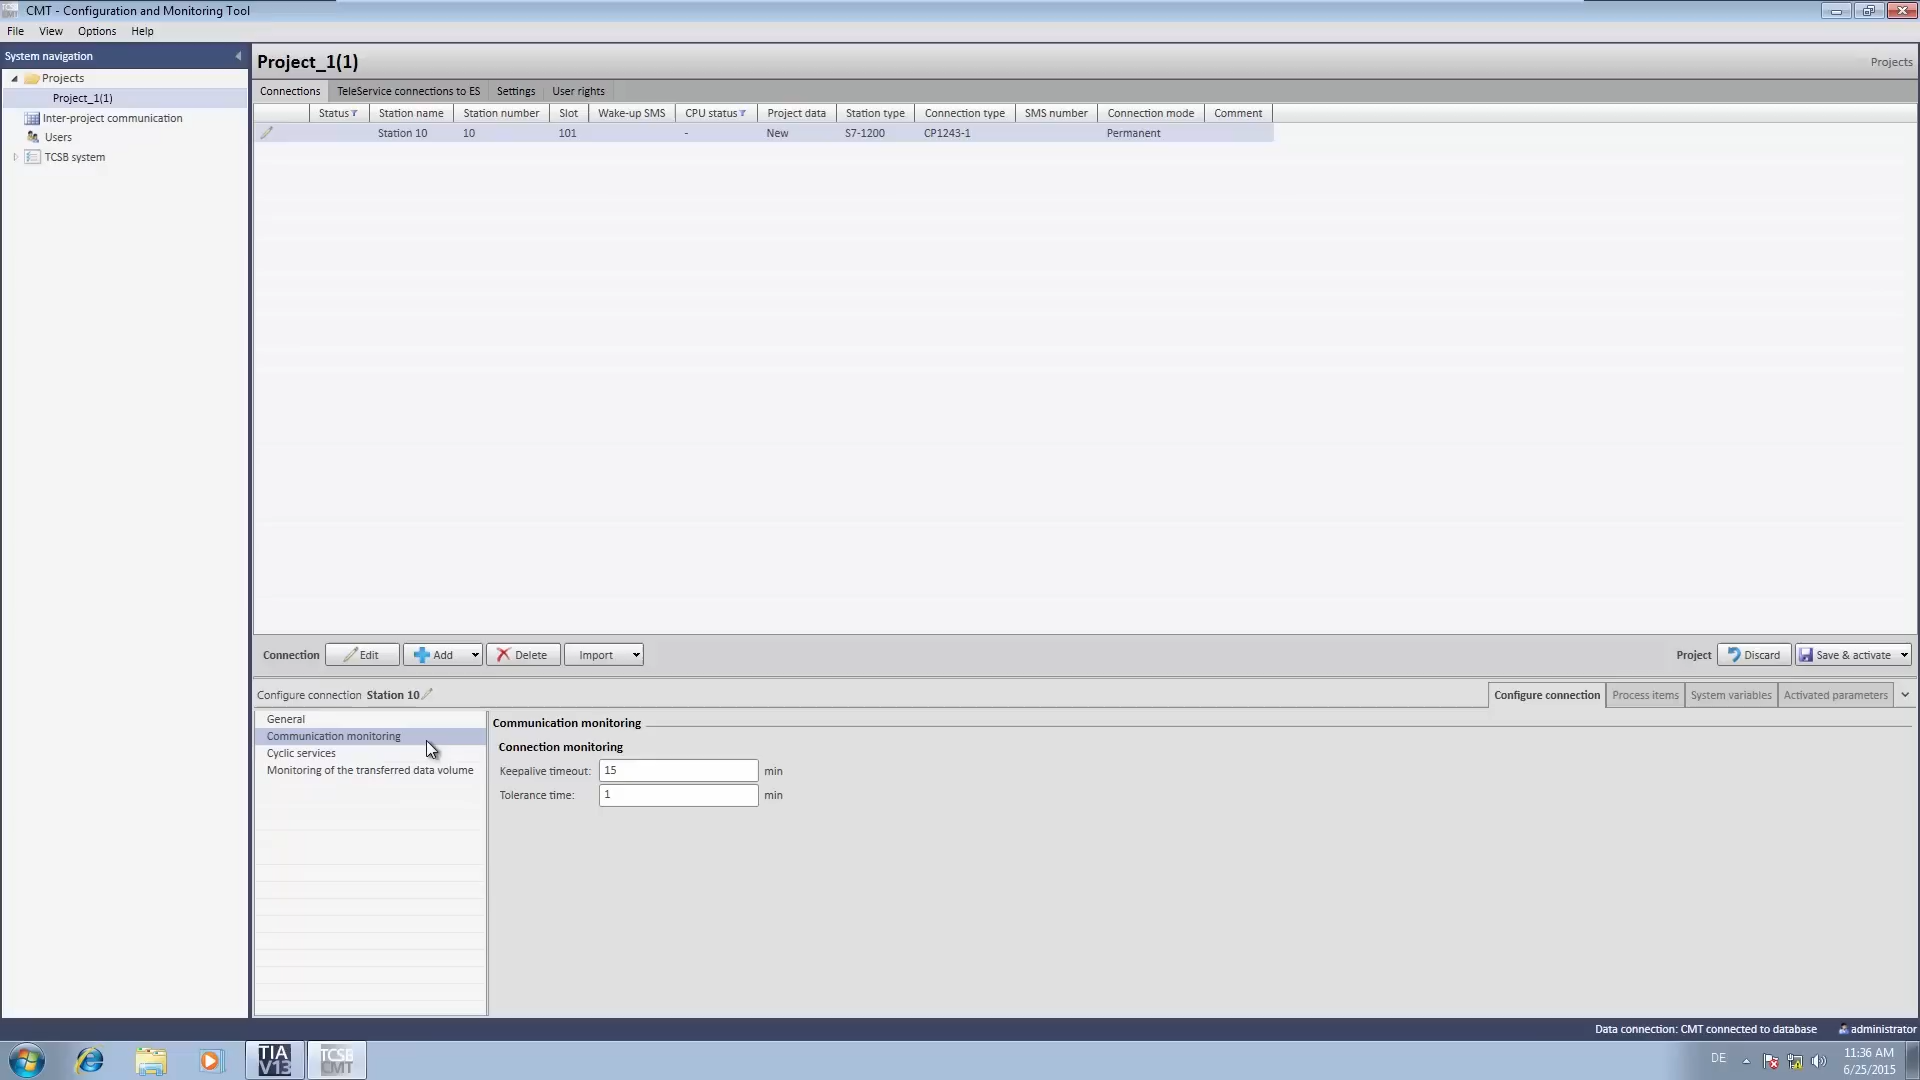 CMT - Configuration and Monitoring Tool
File View Options Help
System navigation
Projects
Project_1(1)
Inter-project communication
Users
TCSB system
Project_1(1) Projects
Connections TeleService connections to ES Settings User rights
Status Station name Station number Slot Wake-up SMS CPU status Project data Station type Connection type SMS number Connection mode Comment
Station 10 10 101 - New S7-1200 CP1243-1 Permanent
Connection Edit Add Delete Import Project Discard Save & activate
Configure connection Station 10 Configure connection Process items System variables Activated parameters
General
Communication monitoring
Cyclic services
Monitoring of the transferred data volume
Communication monitoring
Connection monitoring
Keepalive timeout: 15 min
Tolerance time: 1 min
Data connection: CMT connected to database administrator
TIA V13
TCSB CMT
DE
11:36 AM
6/25/2015